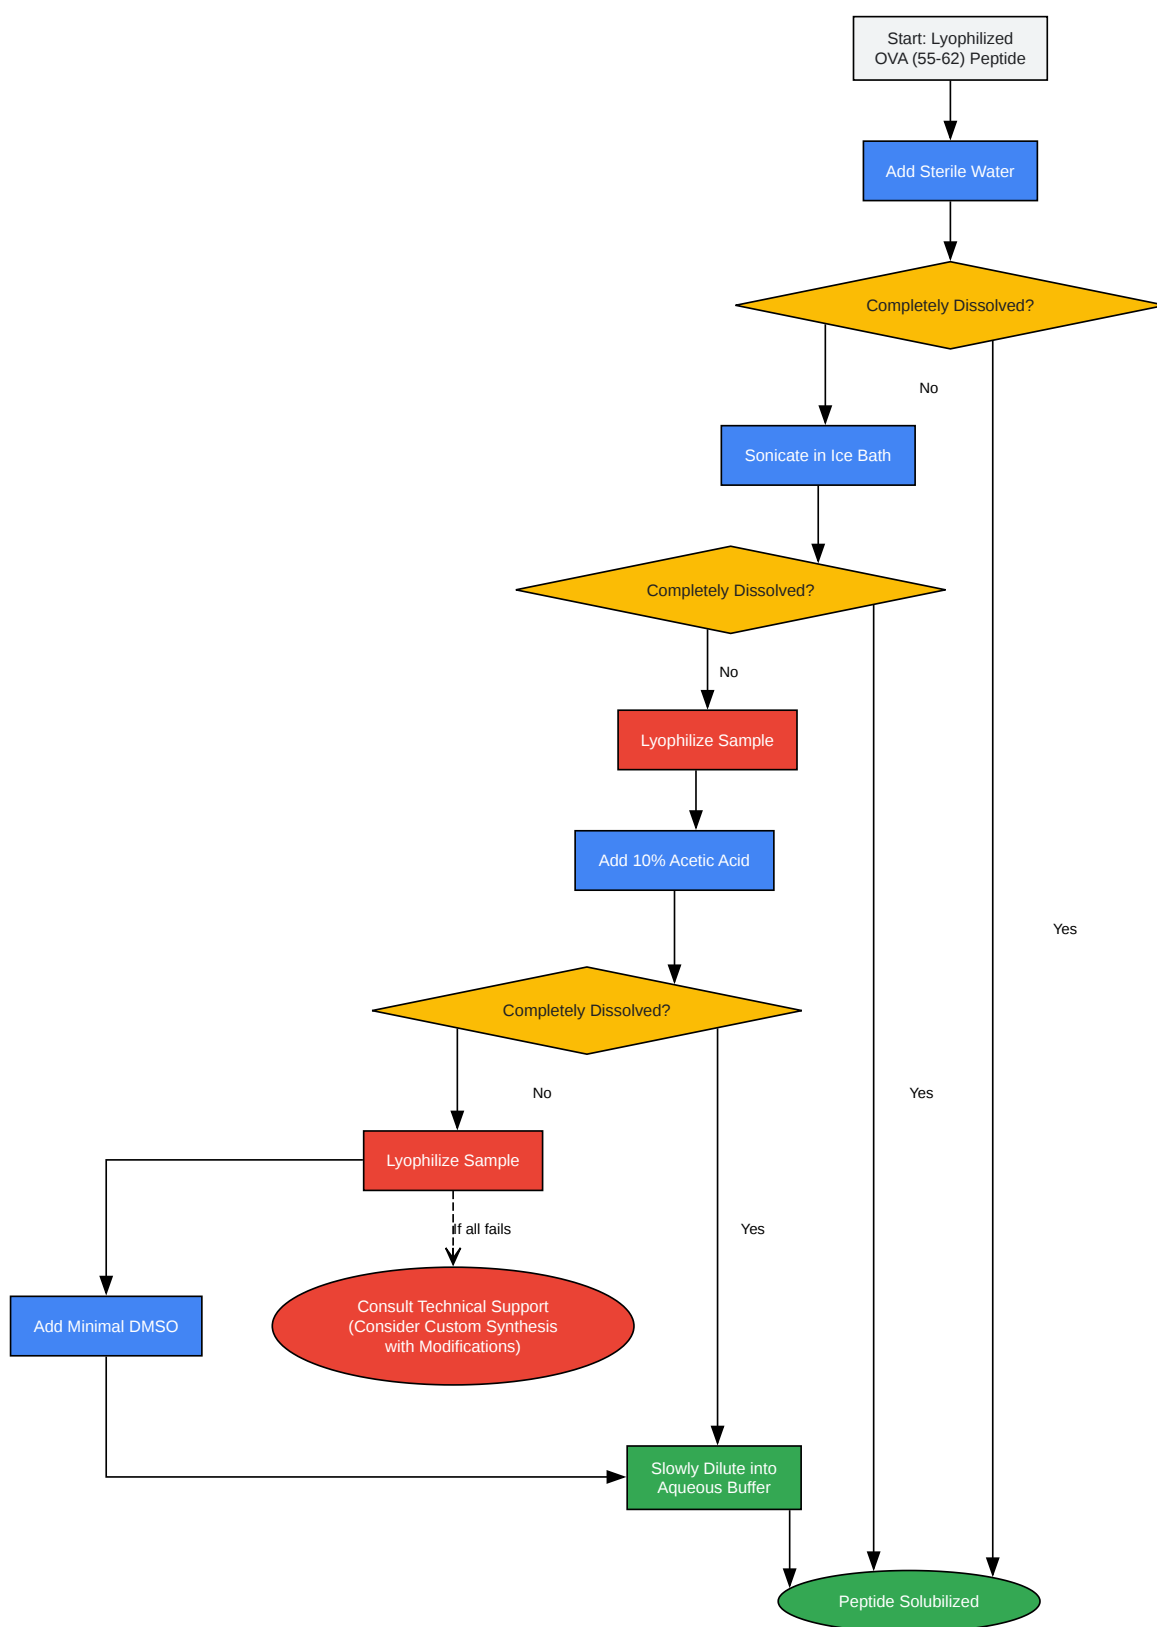 Start: Lyophilized
OVA (55-62) Peptide
Add Sterile Water
Completely Dissolved?
No
Sonicate in Ice Bath
Completely Dissolved?
No
Lyophilize Sample
Add 10% Acetic Acid
Yes
Completely Dissolved?
No
Yes
Lyophilize Sample
If all fails
Yes
Consult Technical Support
(Consider Custom Synthesis
with Modifications)
Add Minimal DMSO
Slowly Dilute into
Aqueous Buffer
Peptide Solubilized